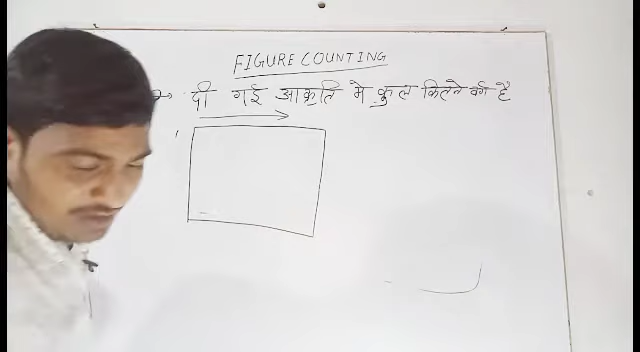 FIGURE COUNTING
→ दी गई आकृति मे कुल कितने वर्ग है